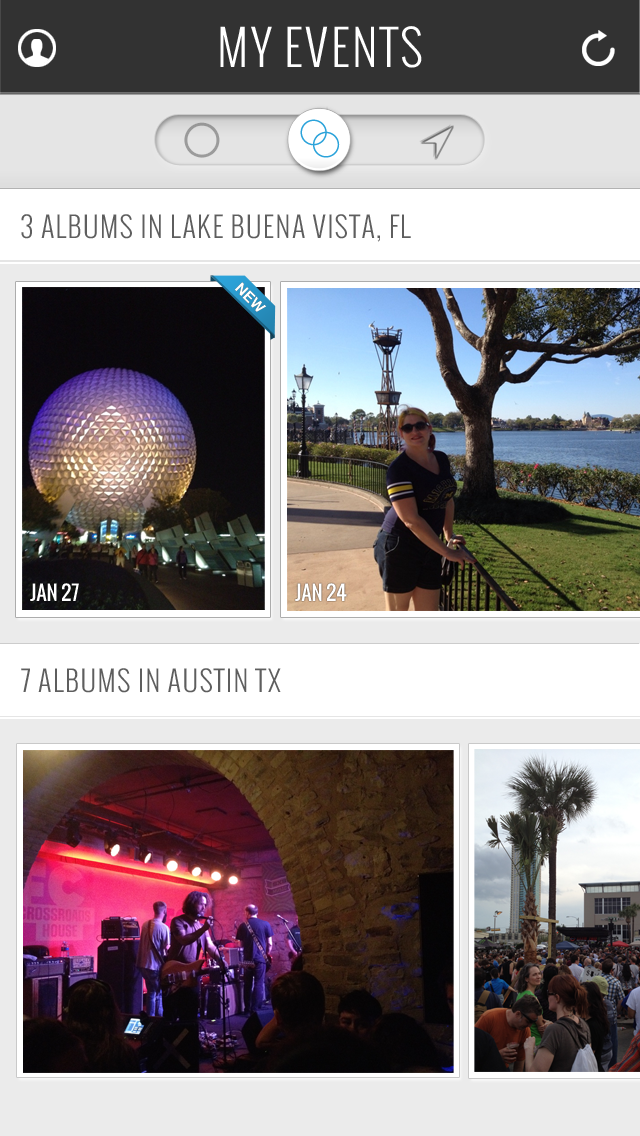 MY EVENTS
3 ALBUMS IN LAKE BUENA VISTA, FL
NEW
JAN 27
JAN 24
7 ALBUMS IN AUSTIN TX
EC
CROSSROADS
HOUSE